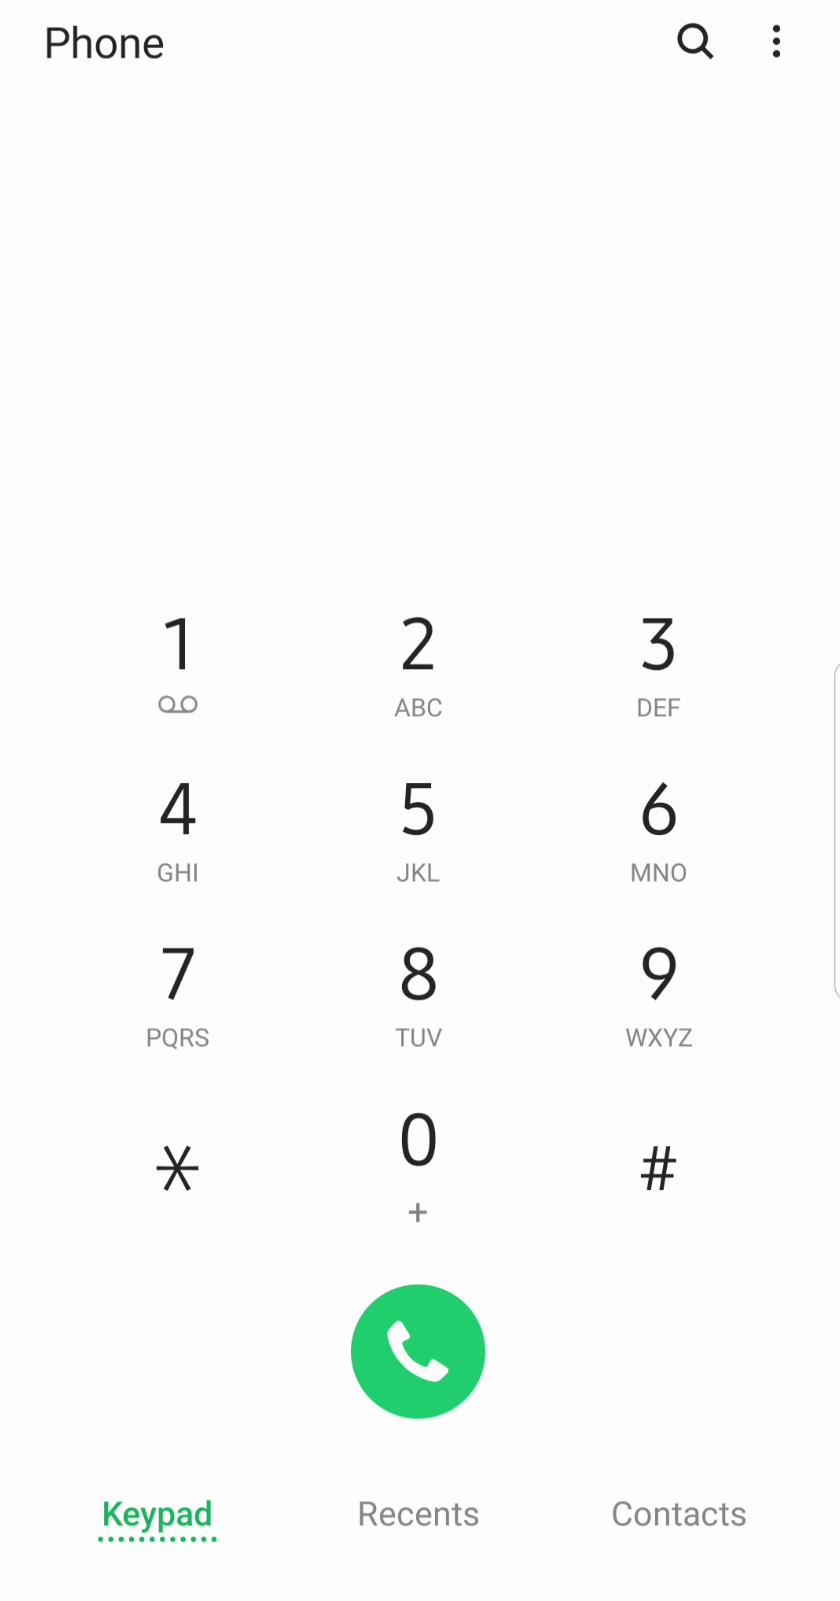 Phone
1 2 3
ABC DEF
4 5 6
GHI JKL MNO
7 8 9
PQRS TUV WXYZ
* 0 #
+
Keypad Recents Contacts